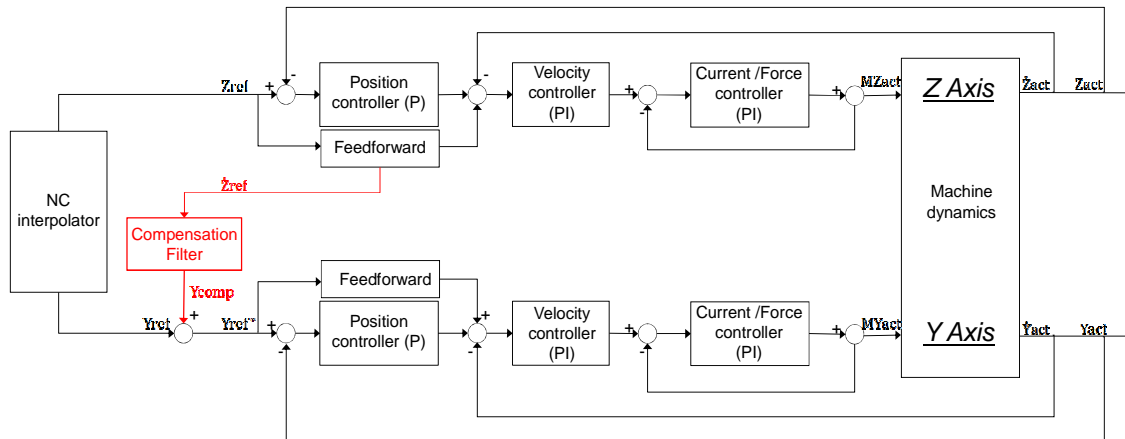 Zref
+
-
Position
controller (P)
Feedforward
-
+
+
Velocity
controller
(PI)
+
-
Current /Force
controller
(PI)
+
MZact
Z Axis
Żact
Zact
NC
interpolator
Żref
Compensation
Filter
Ycomp
Machine
dynamics
Yref
+
Yref*
+
-
Feedforward
Position
controller (P)
+
+
-
Velocity
controller
(PI)
+
-
Current /Force
controller
(PI)
+
MYact
Y Axis
Ẏact
Yact